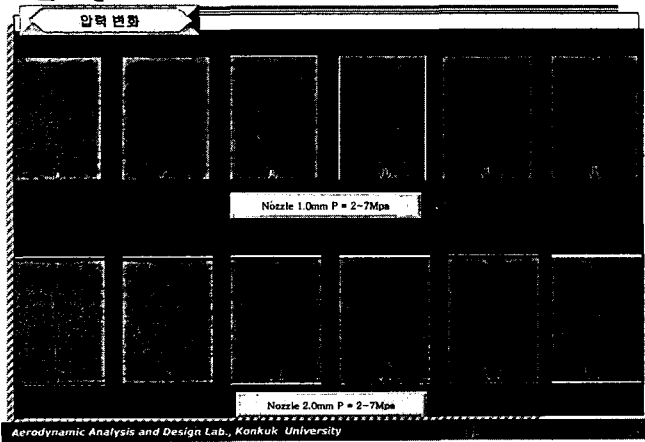 압력 변화
Nozzle 1.0mm P = 2~7Mpa
Nozzle 2.0mm P = 2~7Mpa
Aerodynamic Analysis and Design Lab., Konkuk University